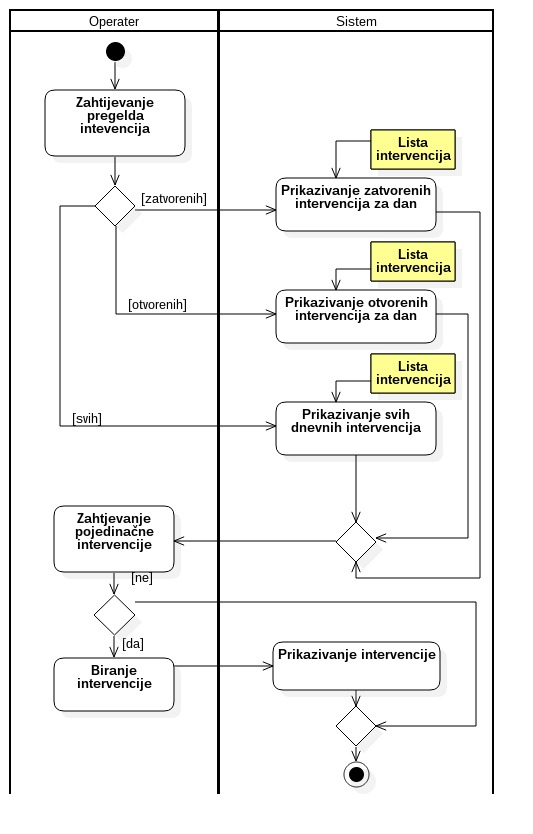 Operater
Sistem
Zahtijevanje
pregelda
intevencija
Lista
intervencija
[zatvorenih]
Prikazivanje zatvorenih
intervencija za dan
Lista
intervencija
[otvorenih]
Prikazivanje otvorenih
intervencija za dan
Lista
intervencija
[svih]
Prikazivanje svih
dnevnih intervencija
Zahtjevanje
pojedinačne
intervencije
[ne]
[da]
Biranje
intervencije
Prikazivanje intervencije